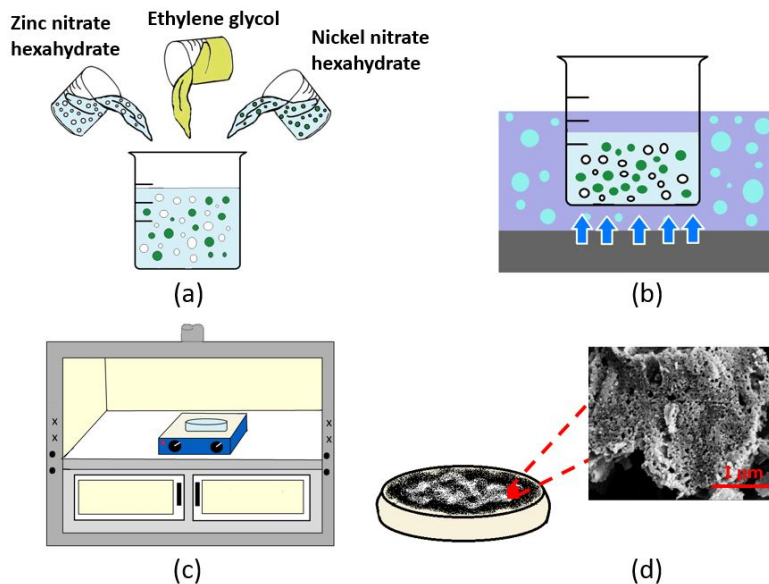 Zinc nitrate
hexahydrate
Ethylene glycol
Nickel nitrate
hexahydrate
(a)
(b)
x
x
x
x
(c)
1 μm
(d)